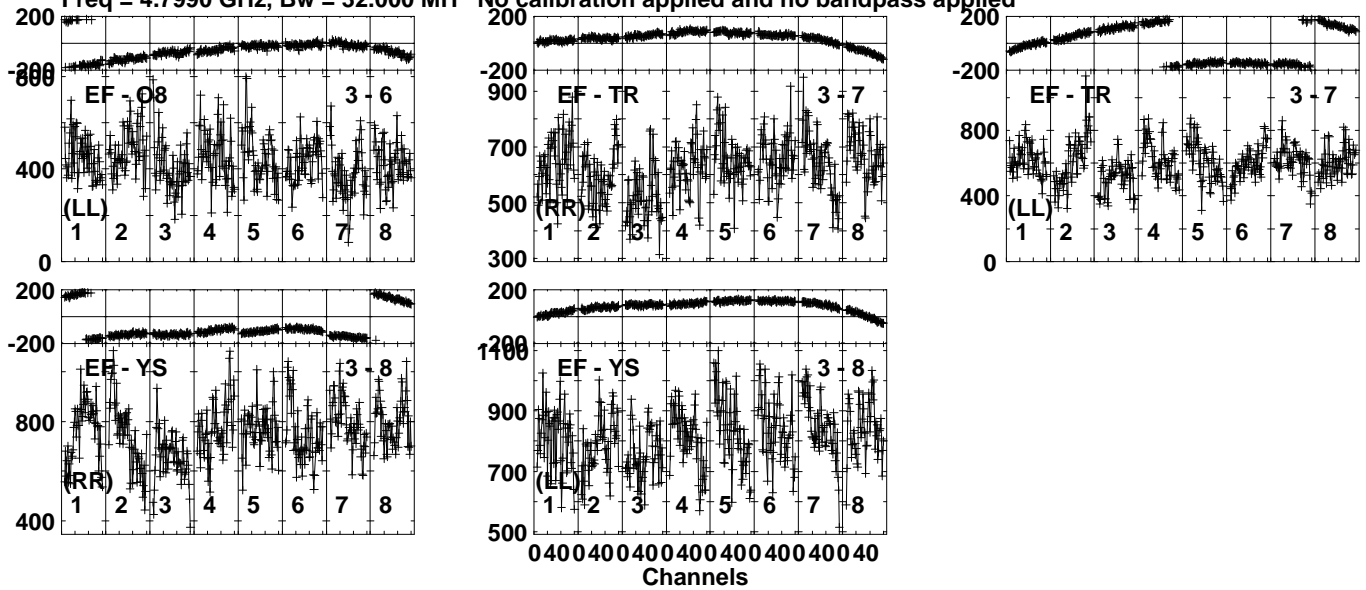 Freq = 4.7990 GHz, Bw = 32.000 MH No calibration applied and no bandpass applied
200
-200
800
400
0
EF - O8
3 - 6
(LL)
1 2 3 4 5 6 7 8
200
-200
900
700
500
300
EF - TR
3 - 7
(RR)
1 2 3 4 5 6 7 8
200
-200
800
400
0
EF - TR
3 - 7
(LL)
1 2 3 4 5 6 7 8
200
-200
800
400
EF - YS
3 - 8
(RR)
1 2 3 4 5 6 7 8
200
-200
1100
900
700
500
EF - YS
3 - 8
(LL)
1 2 3 4 5 6 7 8
0 40 0 40 0 40 0 40 0 40 0 40 0 40 0 40
Channels